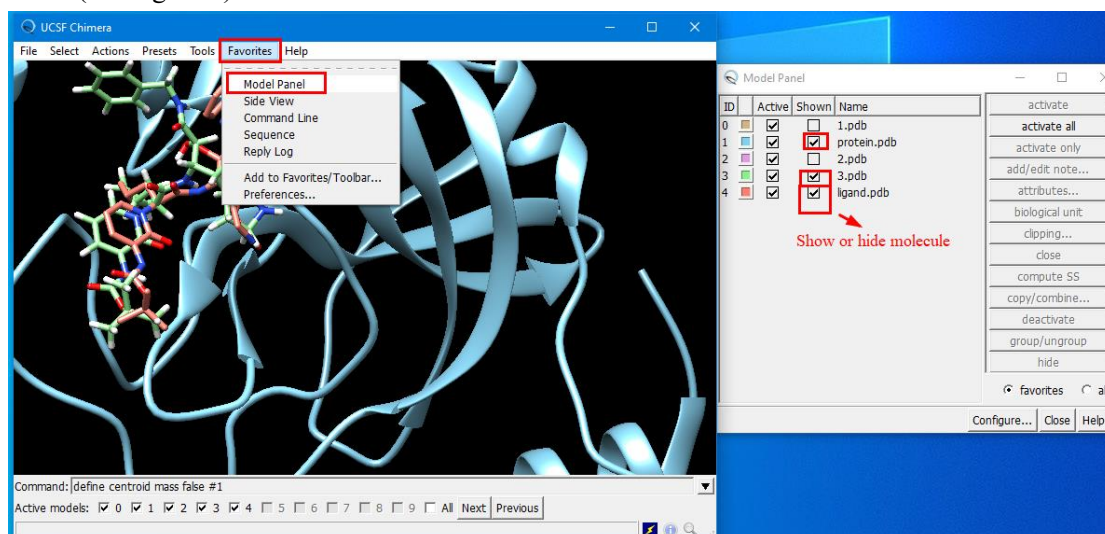 UCSF Chimera
File Select Actions Presets Tools Favorites Help
Model Panel
Side View
Command Line
Sequence
Reply Log
Add to Favorites/Toolbar...
Preferences...
Command: define centroid mass false #1
Active models: 0 1 2 3 4 5 6 7 8 9 All Next Previous
Model Panel
ID Active Shown Name
0 1.pdb
1 protein.pdb
2 2.pdb
3 3.pdb
4 ligand.pdb
Show or hide molecule
activate
activate all
activate only
add/edit note...
attributes...
biological unit
clipping...
close
compute SS
copy/combine...
deactivate
group/ungroup
hide
favorites
Configure... Close Help